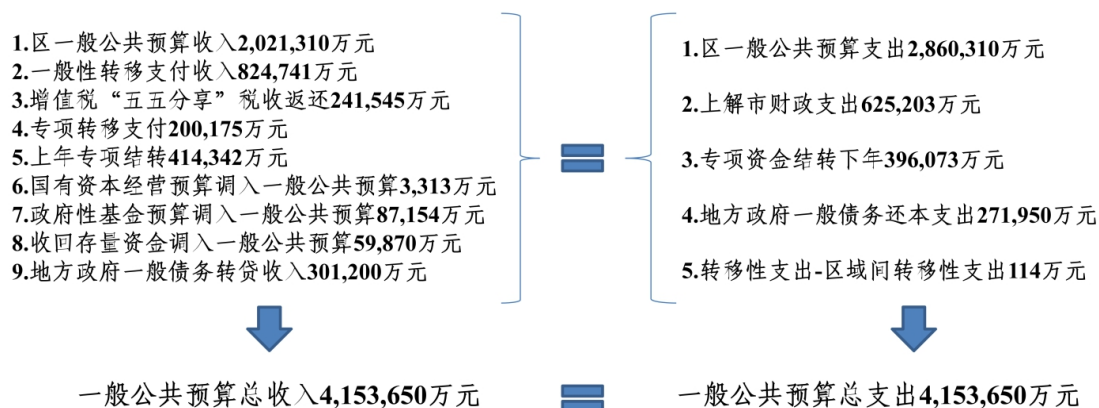 1.区一般公共预算收入2,021,310万元
2.一般性转移支付收入824,741万元
3.增值税“五五分享”税收返还241,545万元
4.专项转移支付200,175万元
5.上年专项结转414,342万元
6.国有资本经营预算调入一般公共预算3,313万元
7.政府性基金预算调入一般公共预算87,154万元
8.收回存量资金调入一般公共预算59,870万元
9.地方政府一般债务转贷收入301,200万元
一般公共预算总收入4,153,650万元
1.区一般公共预算支出2,860,310万元
2.上解市财政支出625,203万元
3.专项资金结转下年396,073万元
4.地方政府一般债务还本支出271,950万元
5.转移性支出-区域间转移性支出114万元
一般公共预算总支出4,153,650万元